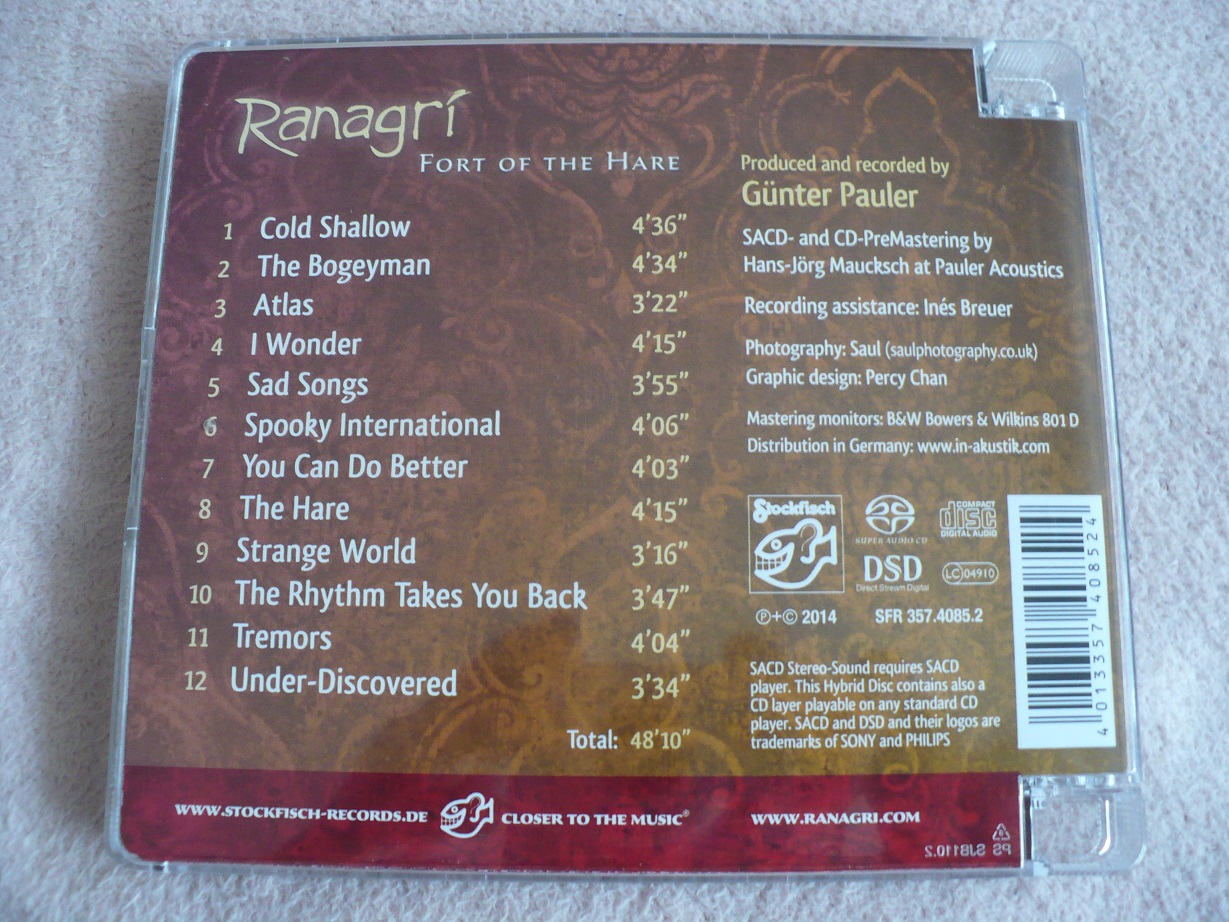 Ranagrí
FORT OF THE HARE
1 Cold Shallow 4’36”
2 The Bogeyman 4’34”
3 Atlas 3’22”
4 I Wonder 4’15”
5 Sad Songs 3’55”
6 Spooky International 4’06”
7 You Can Do Better 4’03”
8 The Hare 4’15”
9 Strange World 3’16”
10 The Rhythm Takes You Back 3’47”
11 Tremors 4’04”
12 Under-Discovered 3’34”
Total: 48’10”
Produced and recorded by
Günter Pauler
SACD- and CD-PreMastering by
Hans-Jörg Maucksch at Pauler Acoustics
Recording assistance: Inés Breuer
Photography: Saul (saulphotography.co.uk)
Graphic design: Percy Chan
Mastering monitors: B&W Bowers & Wilkins 801 D
Distribution in Germany: www.in-akustik.com
Stockfisch
SUPER AUDIO CD
COMPACT
disc
DIGITAL AUDIO
DSD
Direct Stream Digital
LC 04910
℗+© 2014 SFR 357.4085.2
4 013357 408524
SACD Stereo-Sound requires SACD
player. This Hybrid Disc contains also a
CD layer playable on any standard CD
player. SACD and DSD and their logos are
trademarks of SONY and PHILIPS
WWW.STOCKFISCH-RECORDS.DE CLOSER TO THE MUSIC® WWW.RANAGRI.COM
PS SJB110.2